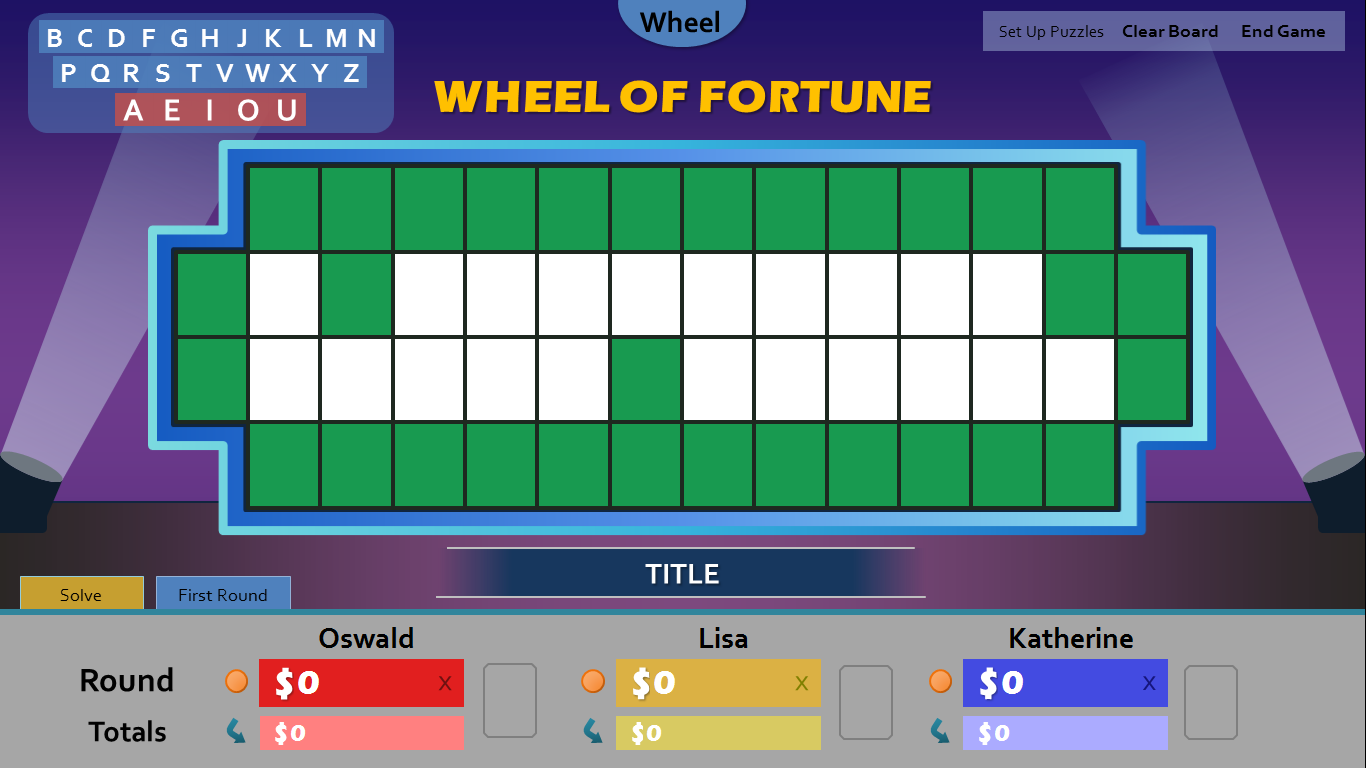 B C D F G H J K L M N
P Q R S T V W X Y Z
A E I O U
Wheel
Set Up Puzzles Clear Board End Game
WHEEL OF FORTUNE
TITLE
Solve First Round
Oswald Lisa Katherine
Round $0 X $0 X $0 X
Totals $0 $0 $0